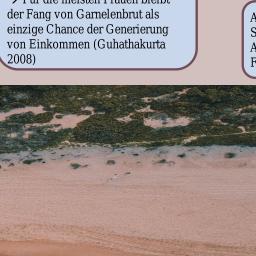 ➢ Für die meisten Frauen bleibt
der Fang von Garnelenbrut als
einzige Chance der Generierung
von Einkommen (Guhathakurta
2008)
A
S
A
F